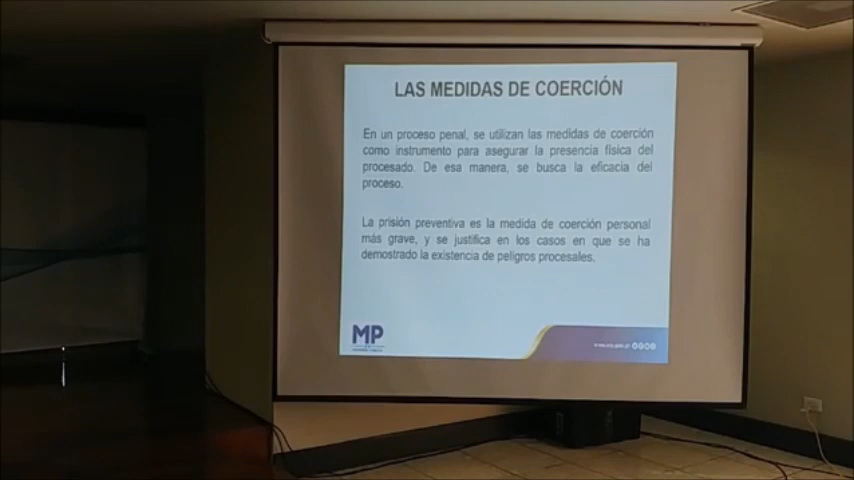 LAS MEDIDAS DE COERCIÓN
En un proceso penal, se utilizan las medidas de coerción
como instrumento para asegurar la presencia física del
procesado. De esa manera, se busca la eficacia del
proceso.
La prisión preventiva es la medida de coerción personal
más grave, y se justifica en los casos en que se ha
demostrado la existencia de peligros procesales.
MP